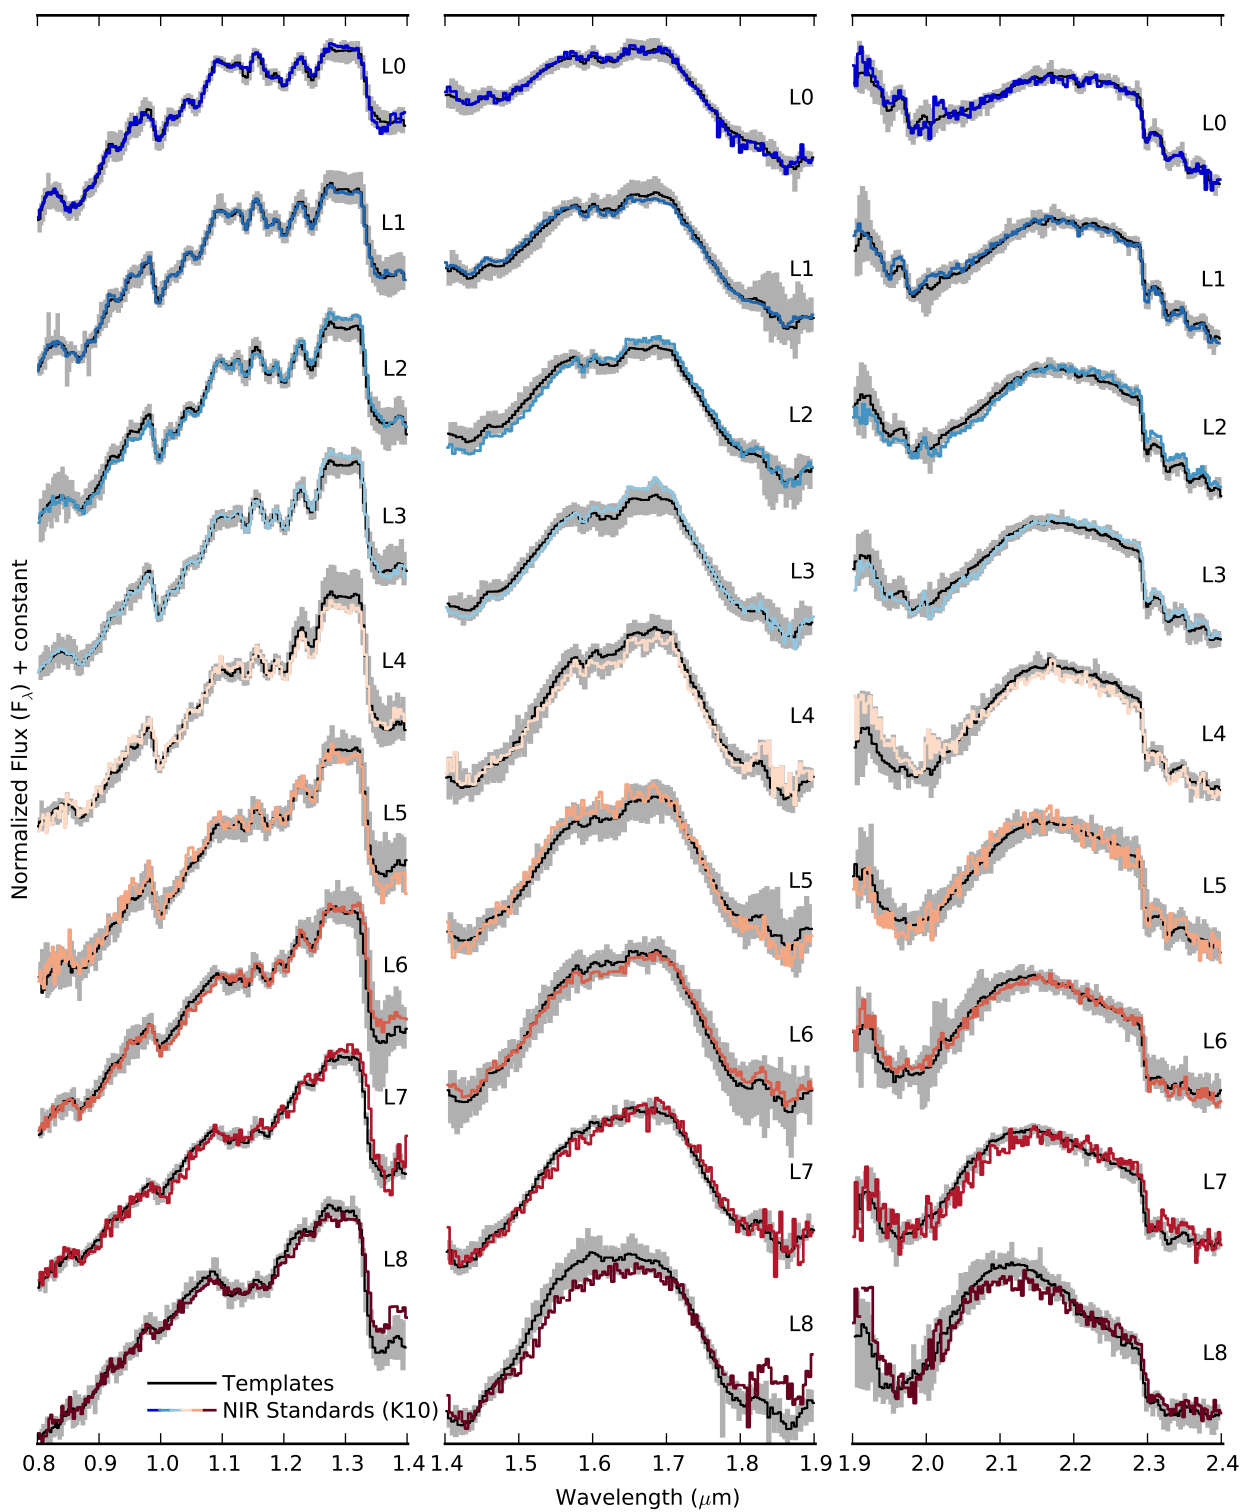 L0
L0
L0
L1
L1
L1
L2
L2
L2
L3
L3
L3
L4
L4
L4
L5
L5
L5
L6
L6
L6
L7
L7
L7
L8
L8
L8
Normalized Flux (Fλ) + constant
Templates
NIR Standards (K10)
0.8 0.9 1.0 1.1 1.2 1.3 1.4 1.4 1.5 1.6 1.7 1.8 1.9 1.9 2.0 2.1 2.2 2.3 2.4
Wavelength (μm)